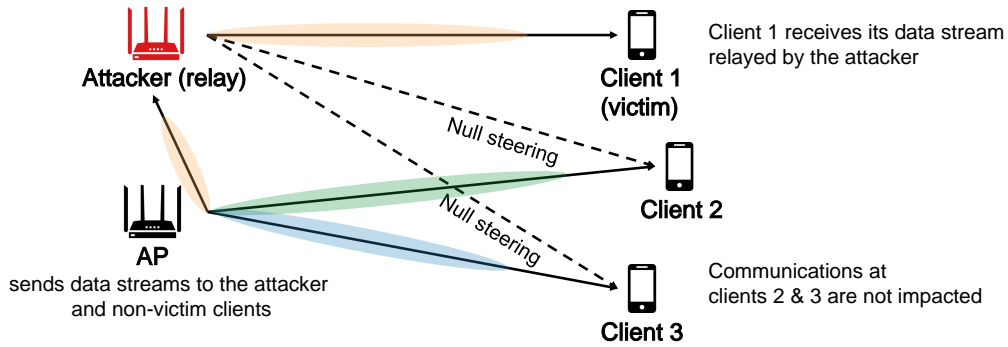 Attacker (relay)
Client 1
(victim)
Client 1 receives its data stream
relayed by the attacker
Null steering
Null steering
Client 2
AP
sends data streams to the attacker
and non-victim clients
Client 3
Communications at
clients 2 & 3 are not impacted